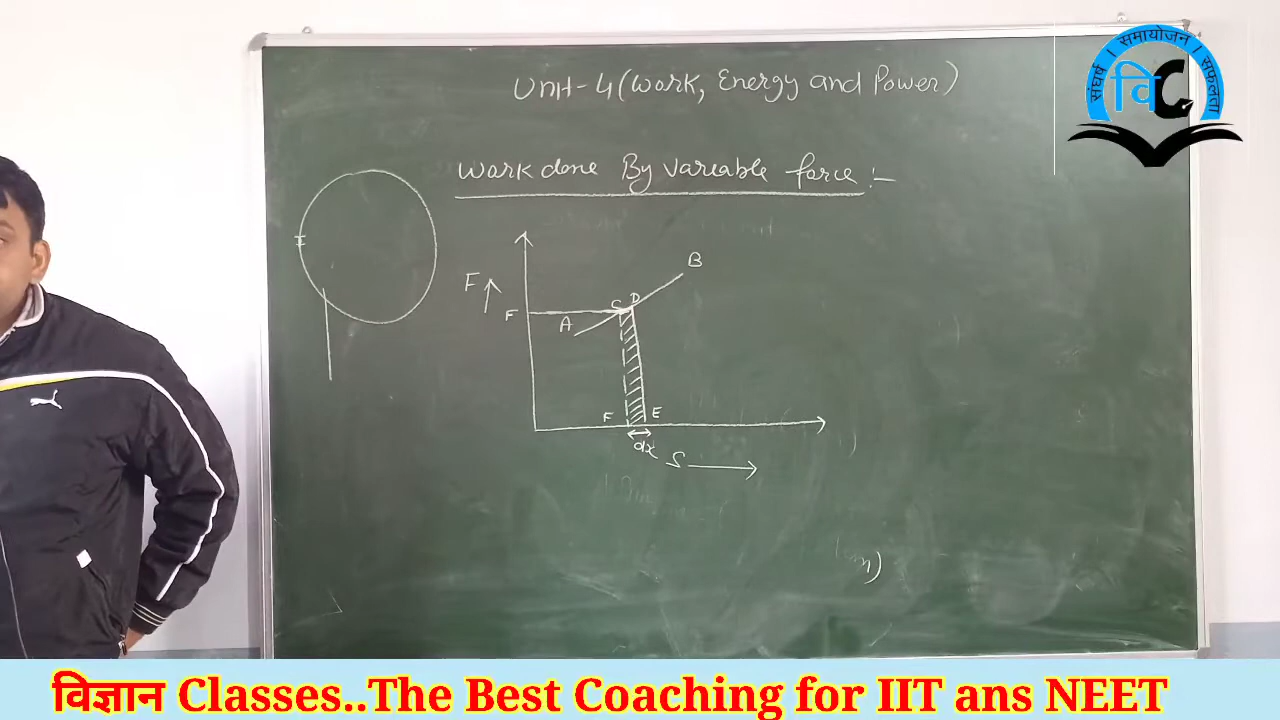 Unit-4 (Work, Energy and Power)
संघर्ष । समायोजन । सफलता
वि
Work done By Variable force :-
B
F
C D
F
A
F E
dx
S
विज्ञान Classes..The Best Coaching for IIT ans NEET